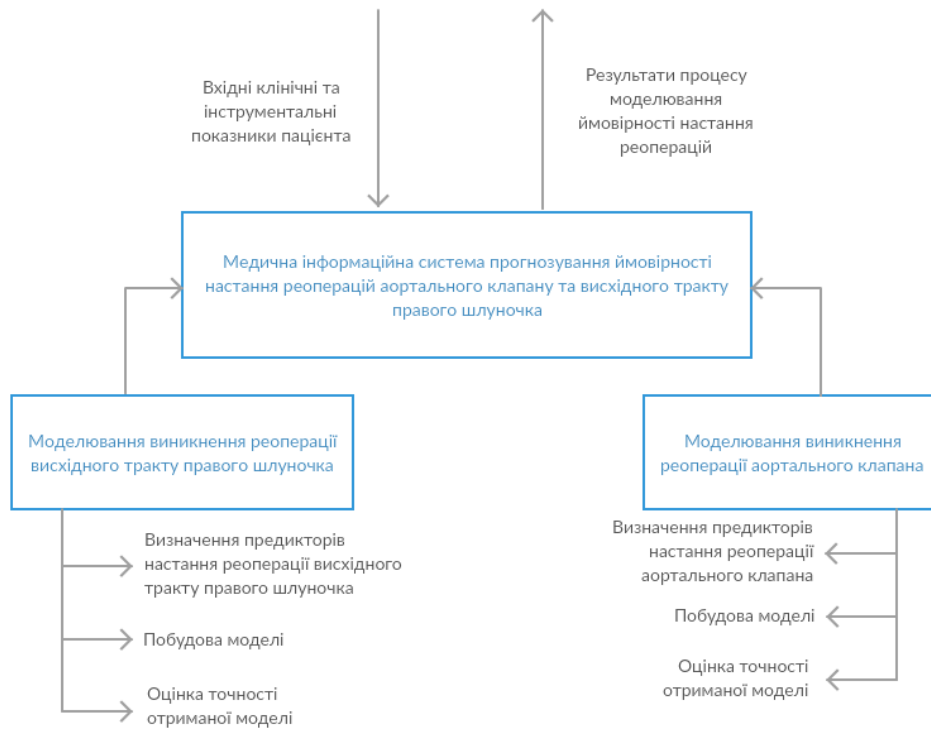 Вхідні клінічні та
інструментальні
показники пацієнта
Результати процесу
моделювання
ймовірності настання
реоперацій
Медична інформаційна система прогнозування ймовірності
настання реоперацій аортального клапану та висхідного тракту
правого шлуночка
Моделювання виникнення реоперації
висхідного тракту правого шлуночка
Моделювання виникнення
реоперації аортального клапана
Визначення предикторів
настання реоперації висхідного
тракту правого шлуночка
Побудова моделі
Оцінка точності
отриманої моделі
Визначення предикторів
настання реоперації
аортального клапана
Побудова моделі
Оцінка точності
отриманої моделі